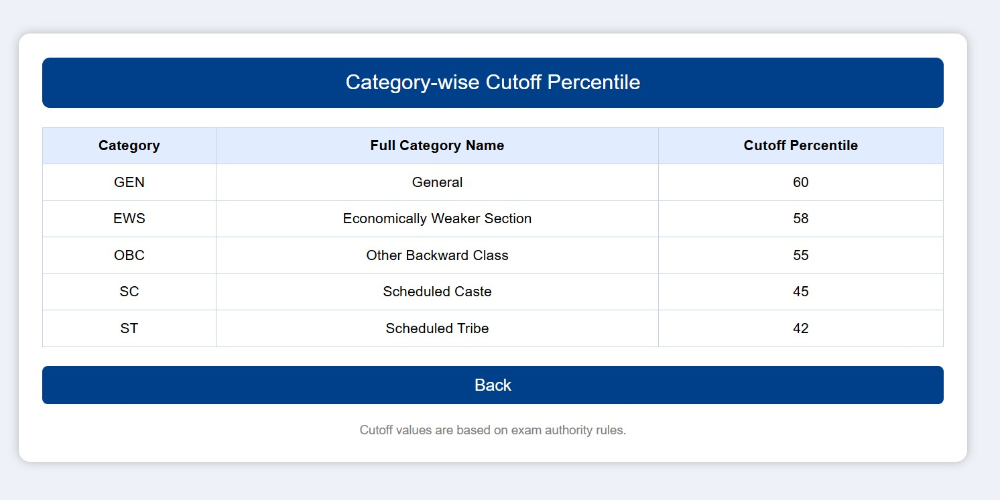 Category-wise Cutoff Percentile
Category Full Category Name Cutoff Percentile
GEN General 60
EWS Economically Weaker Section 58
OBC Other Backward Class 55
SC Scheduled Caste 45
ST Scheduled Tribe 42
Back
Cutoff values are based on exam authority rules.